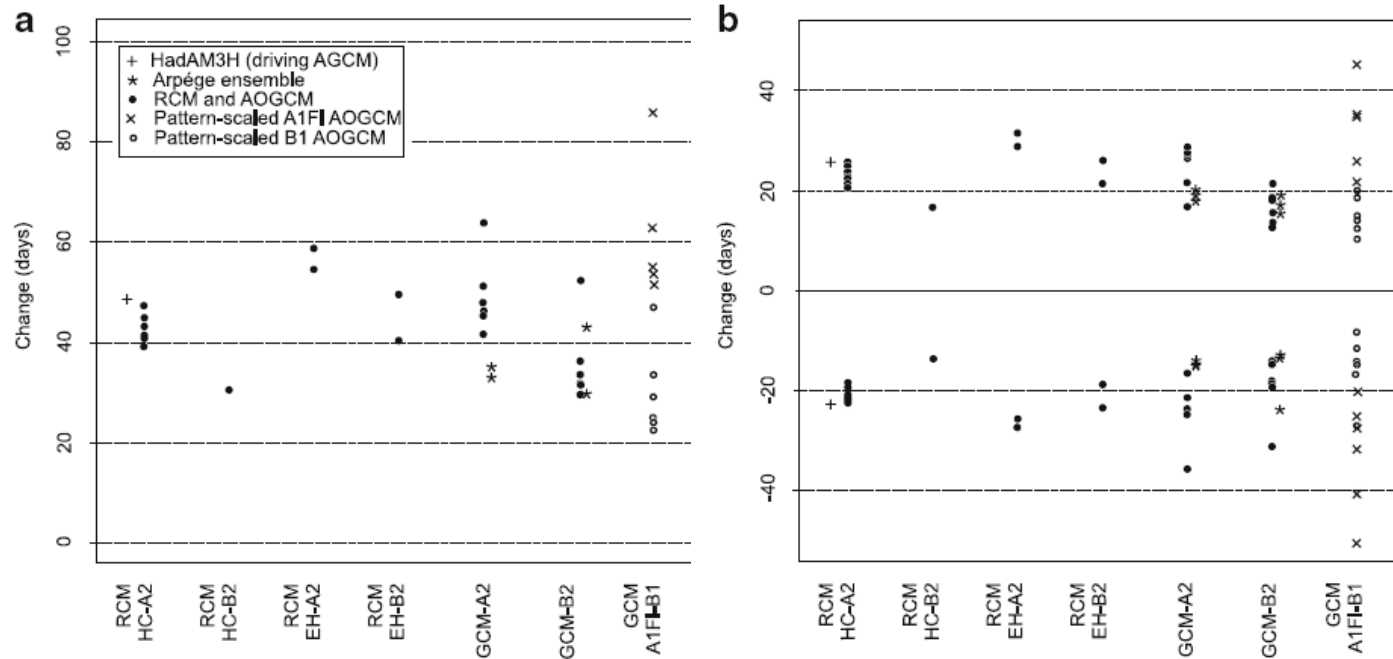 a
100
80
60
40
20
0
Change (days)
+ HadAM3H (driving AGCM)
* Arpége ensemble
• RCM and AOGCM
× Pattern-scaled A1FI AOGCM
o Pattern-scaled B1 AOGCM
RCM
HC-A2
RCM
HC-B2
RCM
EH-A2
RCM
EH-B2
GCM-A2
GCM-B2
GCM
A1FI-B1
b
40
20
0
-20
-40
Change (days)
RCM
HC-A2
RCM
HC-B2
RCM
EH-A2
RCM
EH-B2
GCM-A2
GCM-B2
GCM
A1FI-B1